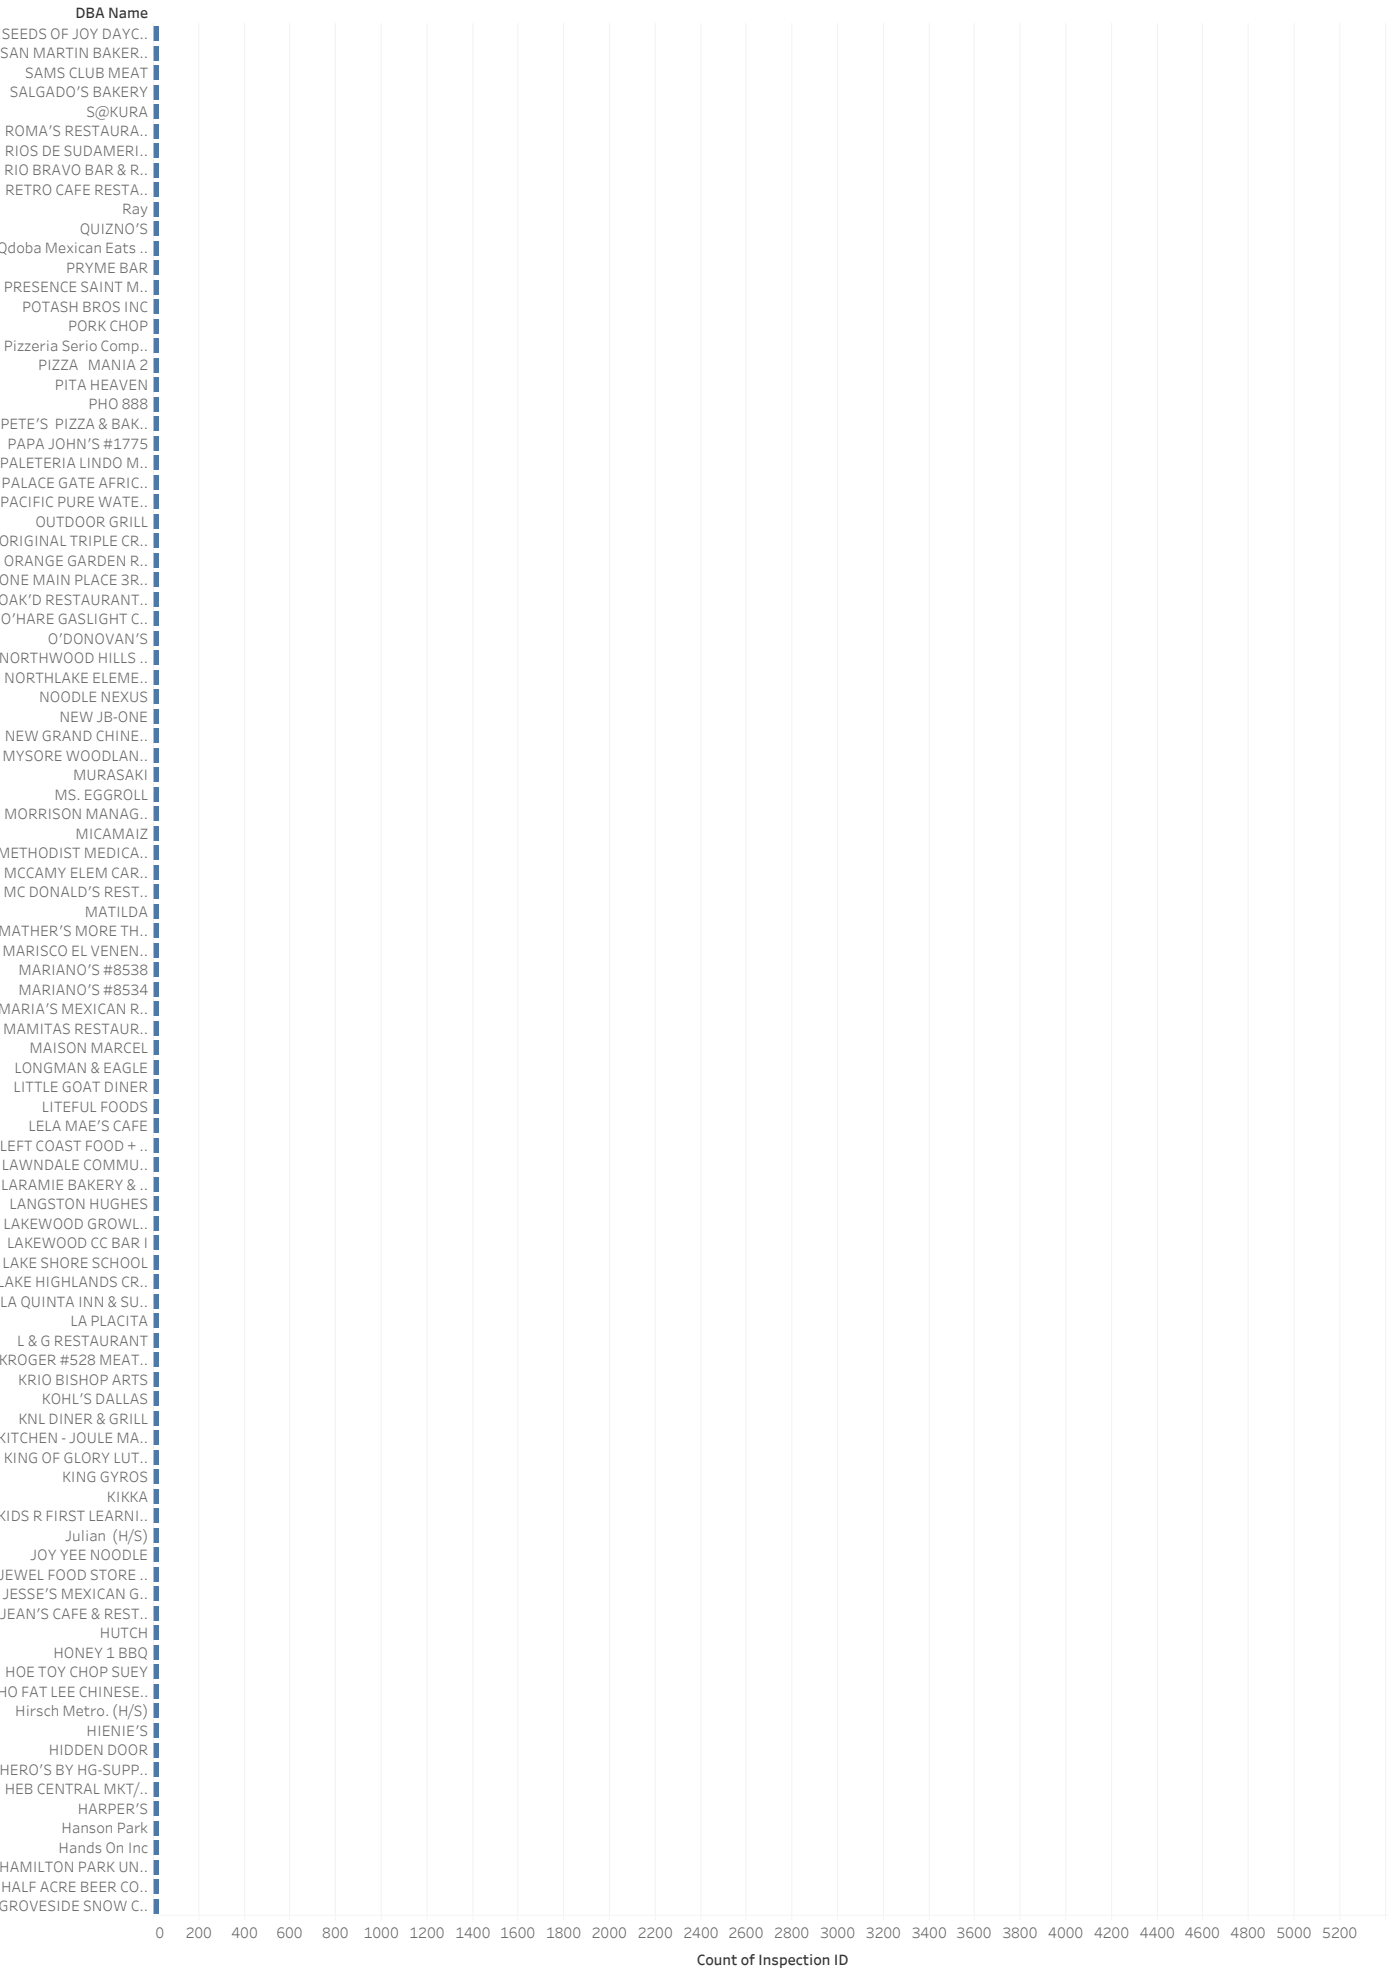 DBA Name
SEEDS OF JOY DAYC..
SAN MARTIN BAKER..
SAMS CLUB MEAT
SALGADO'S BAKERY
S@KURA
ROMA'S RESTAURA..
RIOS DE SUDAMERI..
RIO BRAVO BAR & R..
RETRO CAFE RESTA..
Ray
QUIZNO'S
Qdoba Mexican Eats ..
PRYME BAR
PRESENCE SAINT M..
POTASH BROS INC
PORK CHOP
Pizzeria Serio Comp..
PIZZA   MANIA 2
PITA HEAVEN
PHO 888
PETE'S  PIZZA & BAK..
PAPA JOHN'S #1775
PALETERIA LINDO M..
PALACE GATE AFRIC..
PACIFIC PURE WATE..
OUTDOOR GRILL
ORIGINAL TRIPLE CR..
ORANGE GARDEN R..
ONE MAIN PLACE 3R..
OAK'D RESTAURANT..
O'HARE GASLIGHT C..
O'DONOVAN'S
NORTHWOOD HILLS ..
NORTHLAKE ELEME..
NOODLE NEXUS
NEW JB-ONE
NEW GRAND CHINE..
MYSORE WOODLAN..
MURASAKI
MS. EGGROLL
MORRISON MANAG..
MICAMAIZ
METHODIST MEDICA..
MCCAMY ELEM CAR..
MC DONALD'S REST..
MATILDA
MATHER'S MORE TH..
MARISCO EL VENEN..
MARIANO'S #8538
MARIANO'S #8534
MARIA'S MEXICAN R..
MAMITAS RESTAUR..
MAISON MARCEL
LONGMAN & EAGLE
LITTLE GOAT DINER
LITEFUL FOODS
LELA MAE'S CAFE
LEFT COAST FOOD + ..
LAWNDALE COMMU..
LARAMIE BAKERY & ..
LANGSTON HUGHES
LAKEWOOD GROWL..
LAKEWOOD CC BAR I
LAKE SHORE SCHOOL
LAKE HIGHLANDS CR..
LA QUINTA INN & SU..
LA PLACITA
L & G RESTAURANT
KROGER #528 MEAT..
KRIO BISHOP ARTS
KOHL'S DALLAS
KNL DINER & GRILL
KITCHEN - JOULE MA..
KING OF GLORY LUT..
KING GYROS
KIKKA
KIDS R FIRST LEARNI..
Julian  (H/S)
JOY YEE NOODLE
JEWEL FOOD STORE ..
JESSE'S MEXICAN G..
JEAN'S CAFE & REST..
HUTCH
HONEY 1 BBQ
HOE TOY CHOP SUEY
HO FAT LEE CHINESE..
Hirsch Metro. (H/S)
HIENIE'S
HIDDEN DOOR
HERO'S BY HG-SUPP..
HEB CENTRAL MKT/..
HARPER'S
Hanson Park
Hands On Inc
HAMILTON PARK UN..
HALF ACRE BEER CO..
GROVESIDE SNOW C..
0 200 400 600 800 1000 1200 1400 1600 1800 2000 2200 2400 2600 2800 3000 3200 3400 3600 3800 4000 4200 4400 4600 4800 5000 5200
Count of Inspection ID